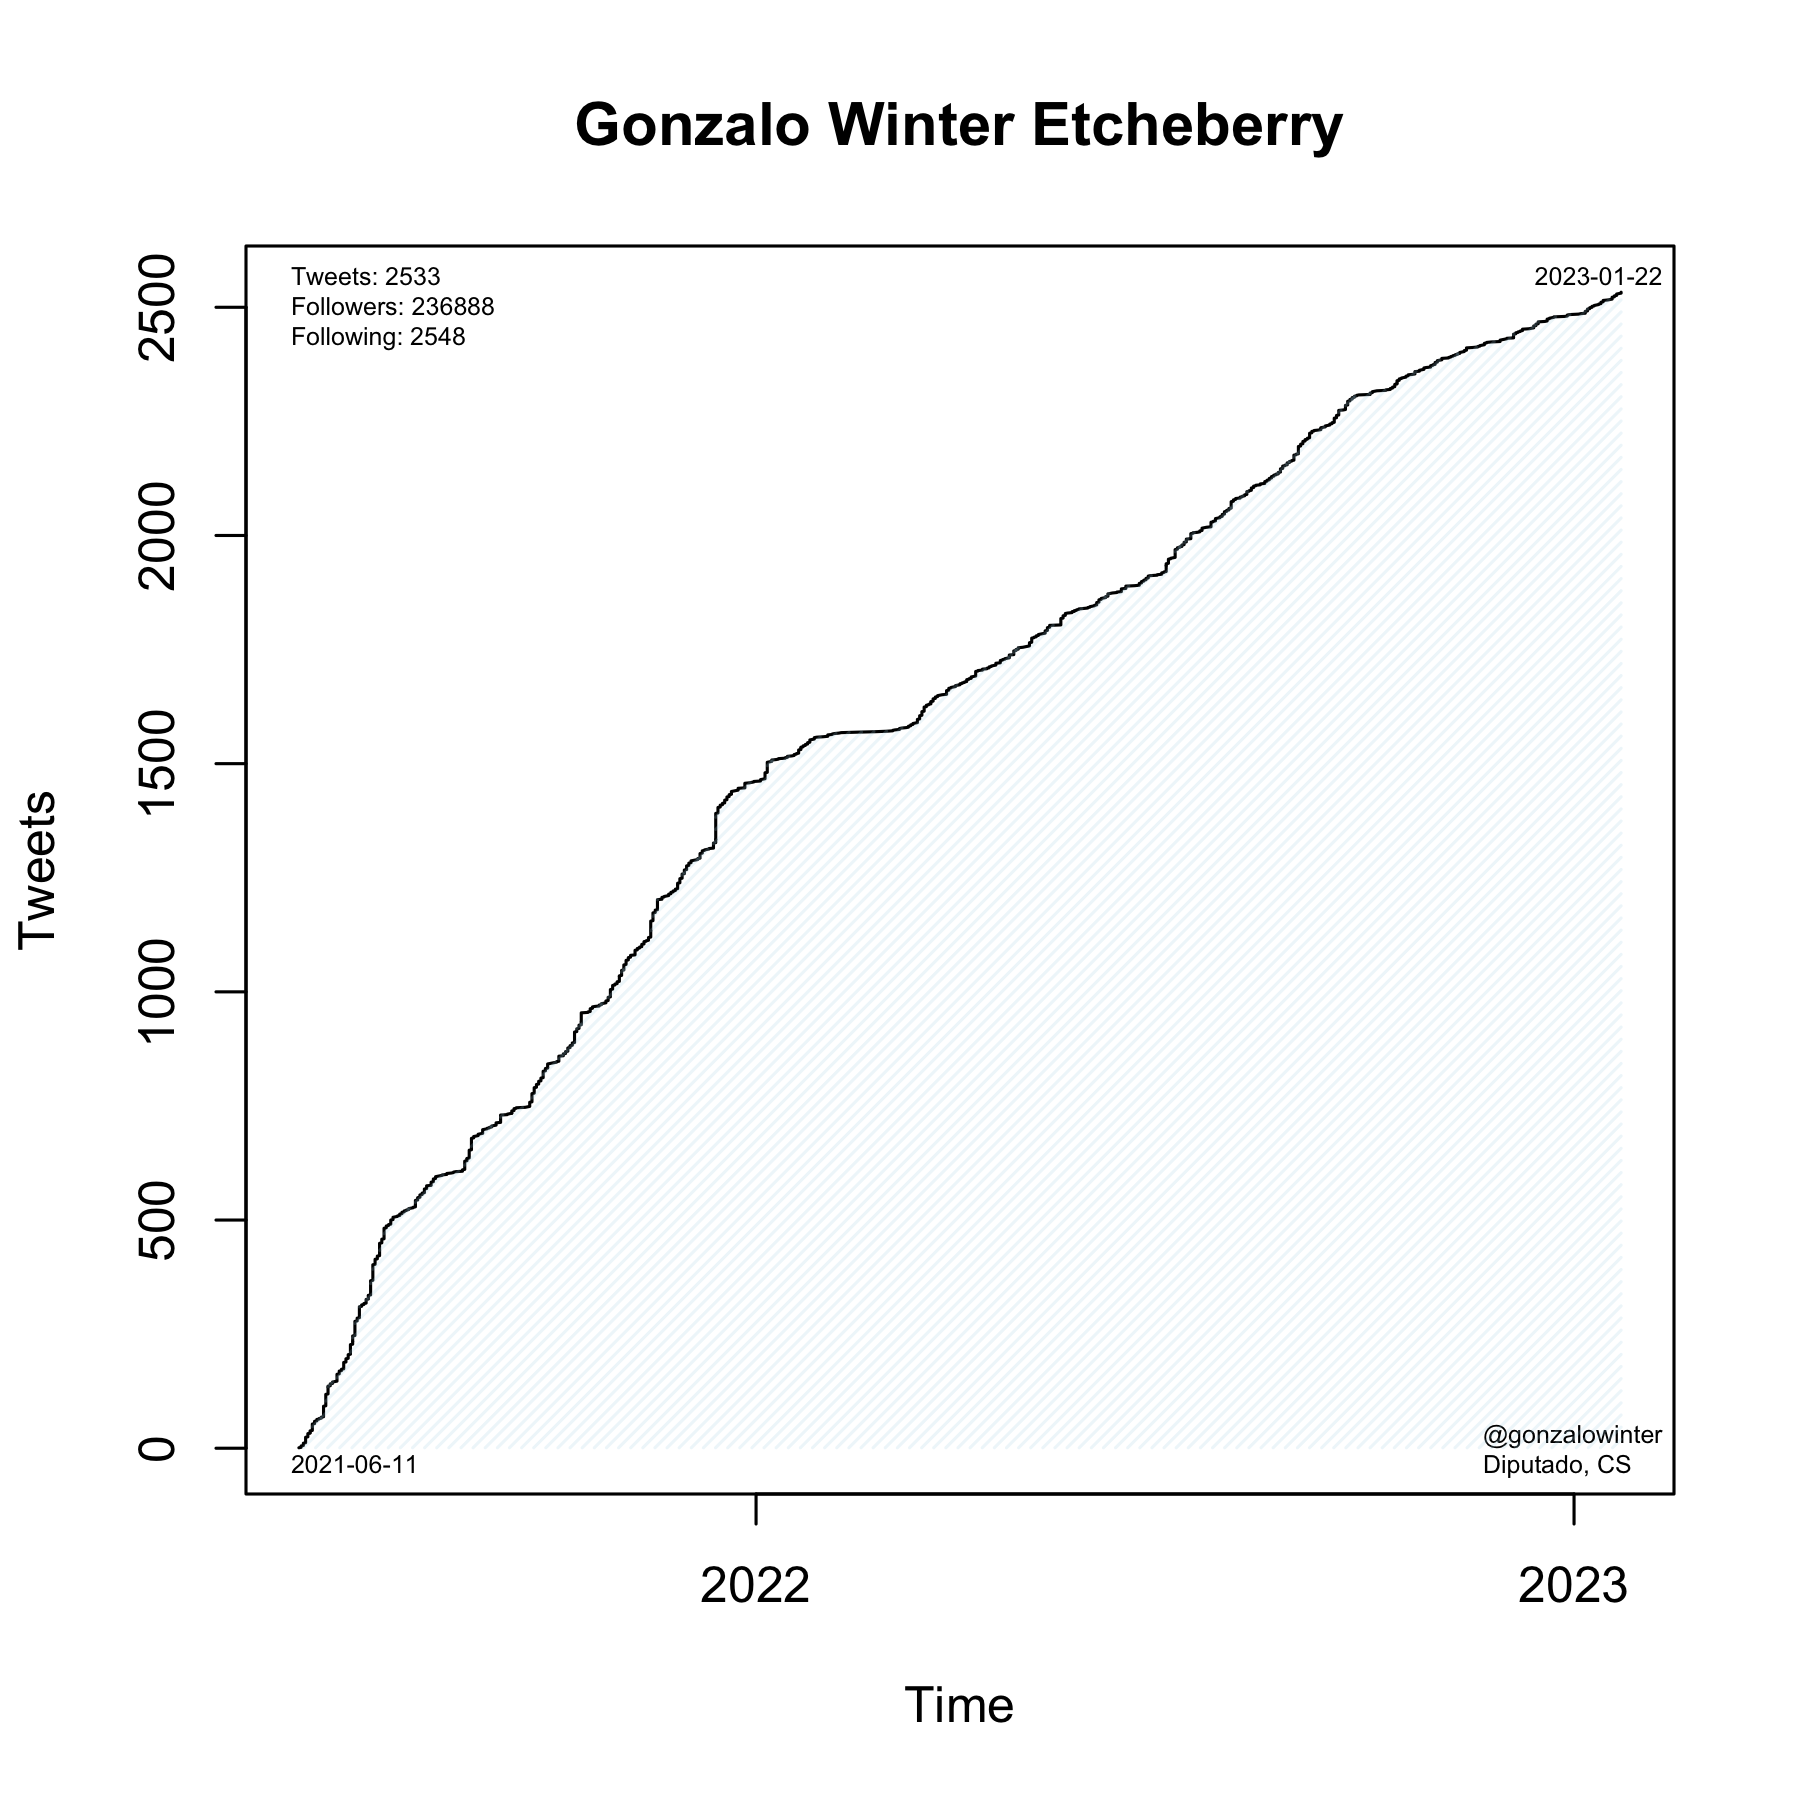 Gonzalo Winter Etcheberry
Tweets: 2533
Followers: 236888
Following: 2548
2023-01-22
2500
2000
1500
1000
500
0
Tweets
2021-06-11
@gonzalowinter
Diputado, CS
2022
2023
Time